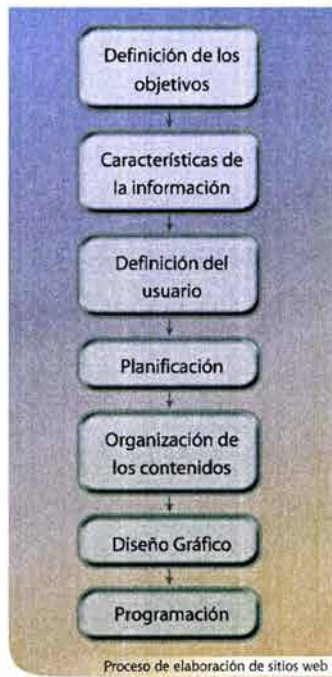 Definición de los
objetivos
Características de
la información
Definición del
usuario
Planificación
Organización de
los contenidos
Diseño Gráfico
Programación
Proceso de elaboración de sitios web